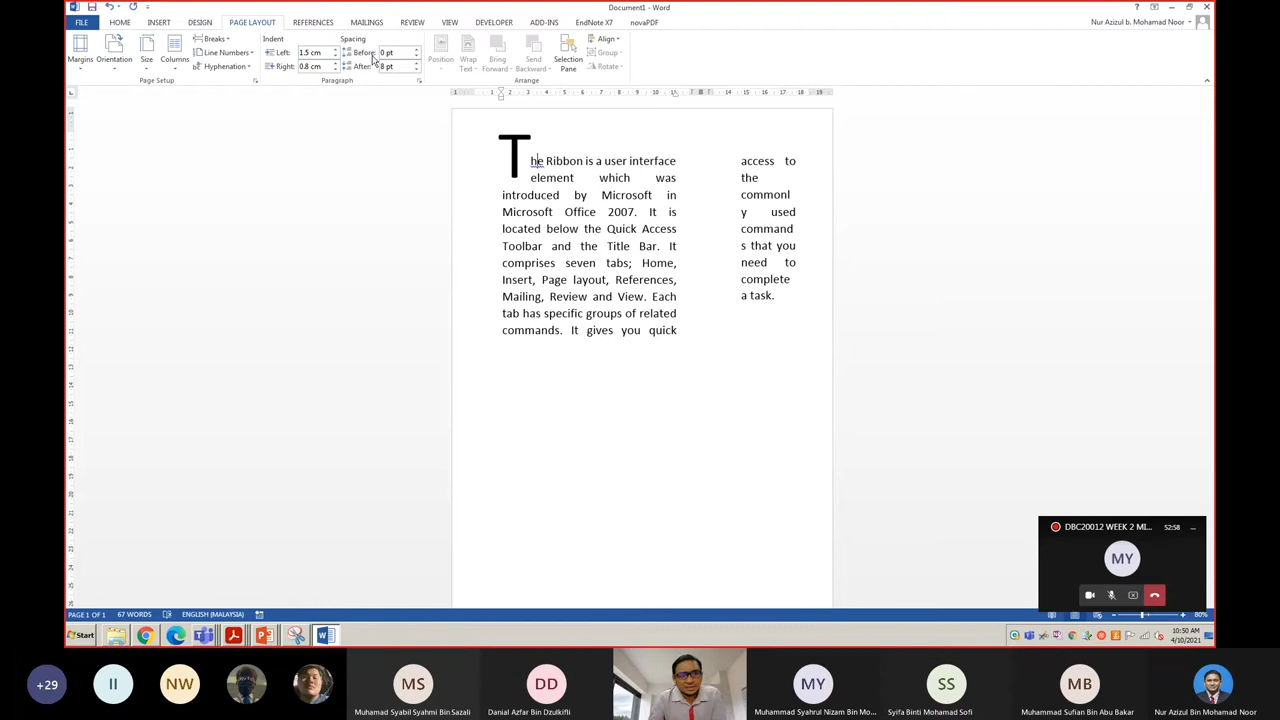 Document1 - Word
FILE HOME INSERT DESIGN PAGE LAYOUT REFERENCES MAILINGS REVIEW VIEW DEVELOPER ADD-INS EndNote X7 novaPDF
Nur Azizul b. Mohamad Noor
Margins Orientation Size Columns
Breaks
Line Numbers
Hyphenation
Page Setup
Indent
Left: 1.5 cm
Right: 0.8 cm
Spacing
Before: 0 pt
After: 8 pt
Paragraph
Position
Wrap Text
Bring Forward
Send Backward
Selection Pane
Align
Group
Rotate
Arrange
The Ribbon is a user interface
element which was
introduced by Microsoft in
Microsoft Office 2007. It is
located below the Quick Access
Toolbar and the Title Bar. It
comprises seven tabs; Home,
Insert, Page layout, References,
Mailing, Review and View. Each
tab has specific groups of related
commands. It gives you quick
access to
the
commonl
y used
command
s that you
need to
complete
a task.
DBC20012 WEEK 2 MI... 52:58
MY
PAGE 1 OF 1 67 WORDS ENGLISH (MALAYSIA)
80%
Start
10:50 AM
4/10/2021
+29
II
NW
MS
Muhamad Syabil Syahmi Bin Sazali
DD
Danial Azfar Bin Dzulkifli
MY
Muhammad Syahrul Nizam Bin Mo...
SS
Syifa Binti Mohamad Sofi
MB
Muhammad Sufian Bin Abu Bakar
Nur Azizul Bin Mohamad Noor